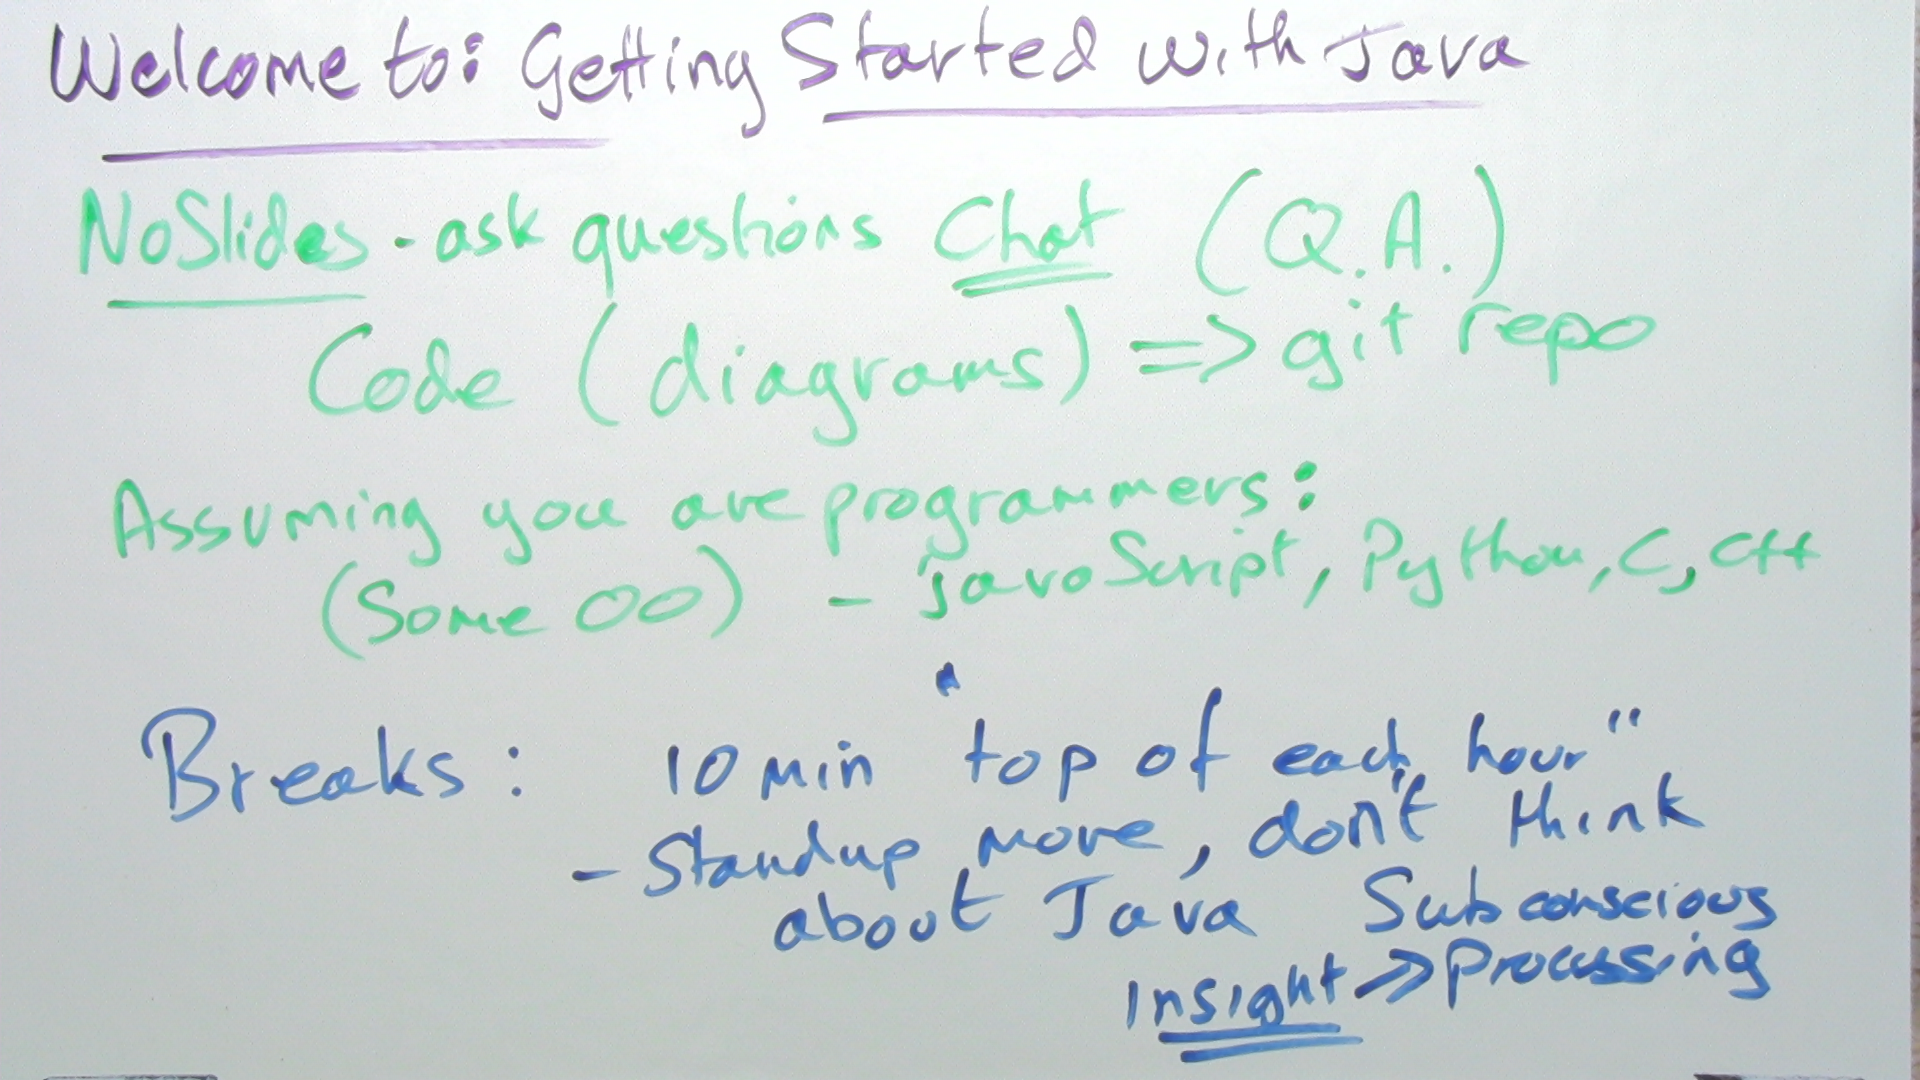 Welcome to: Getting Started with Java
NoSlides - ask questions Chat (Q.A.)
Code (diagrams) => git repo
Assuming you are programmers:
(Some OO) - javaScript, Python, C, C++
Breaks: 10 min "top of each hour"
- Standup, move, don't think
about Java Subconscious
Insight => Processing